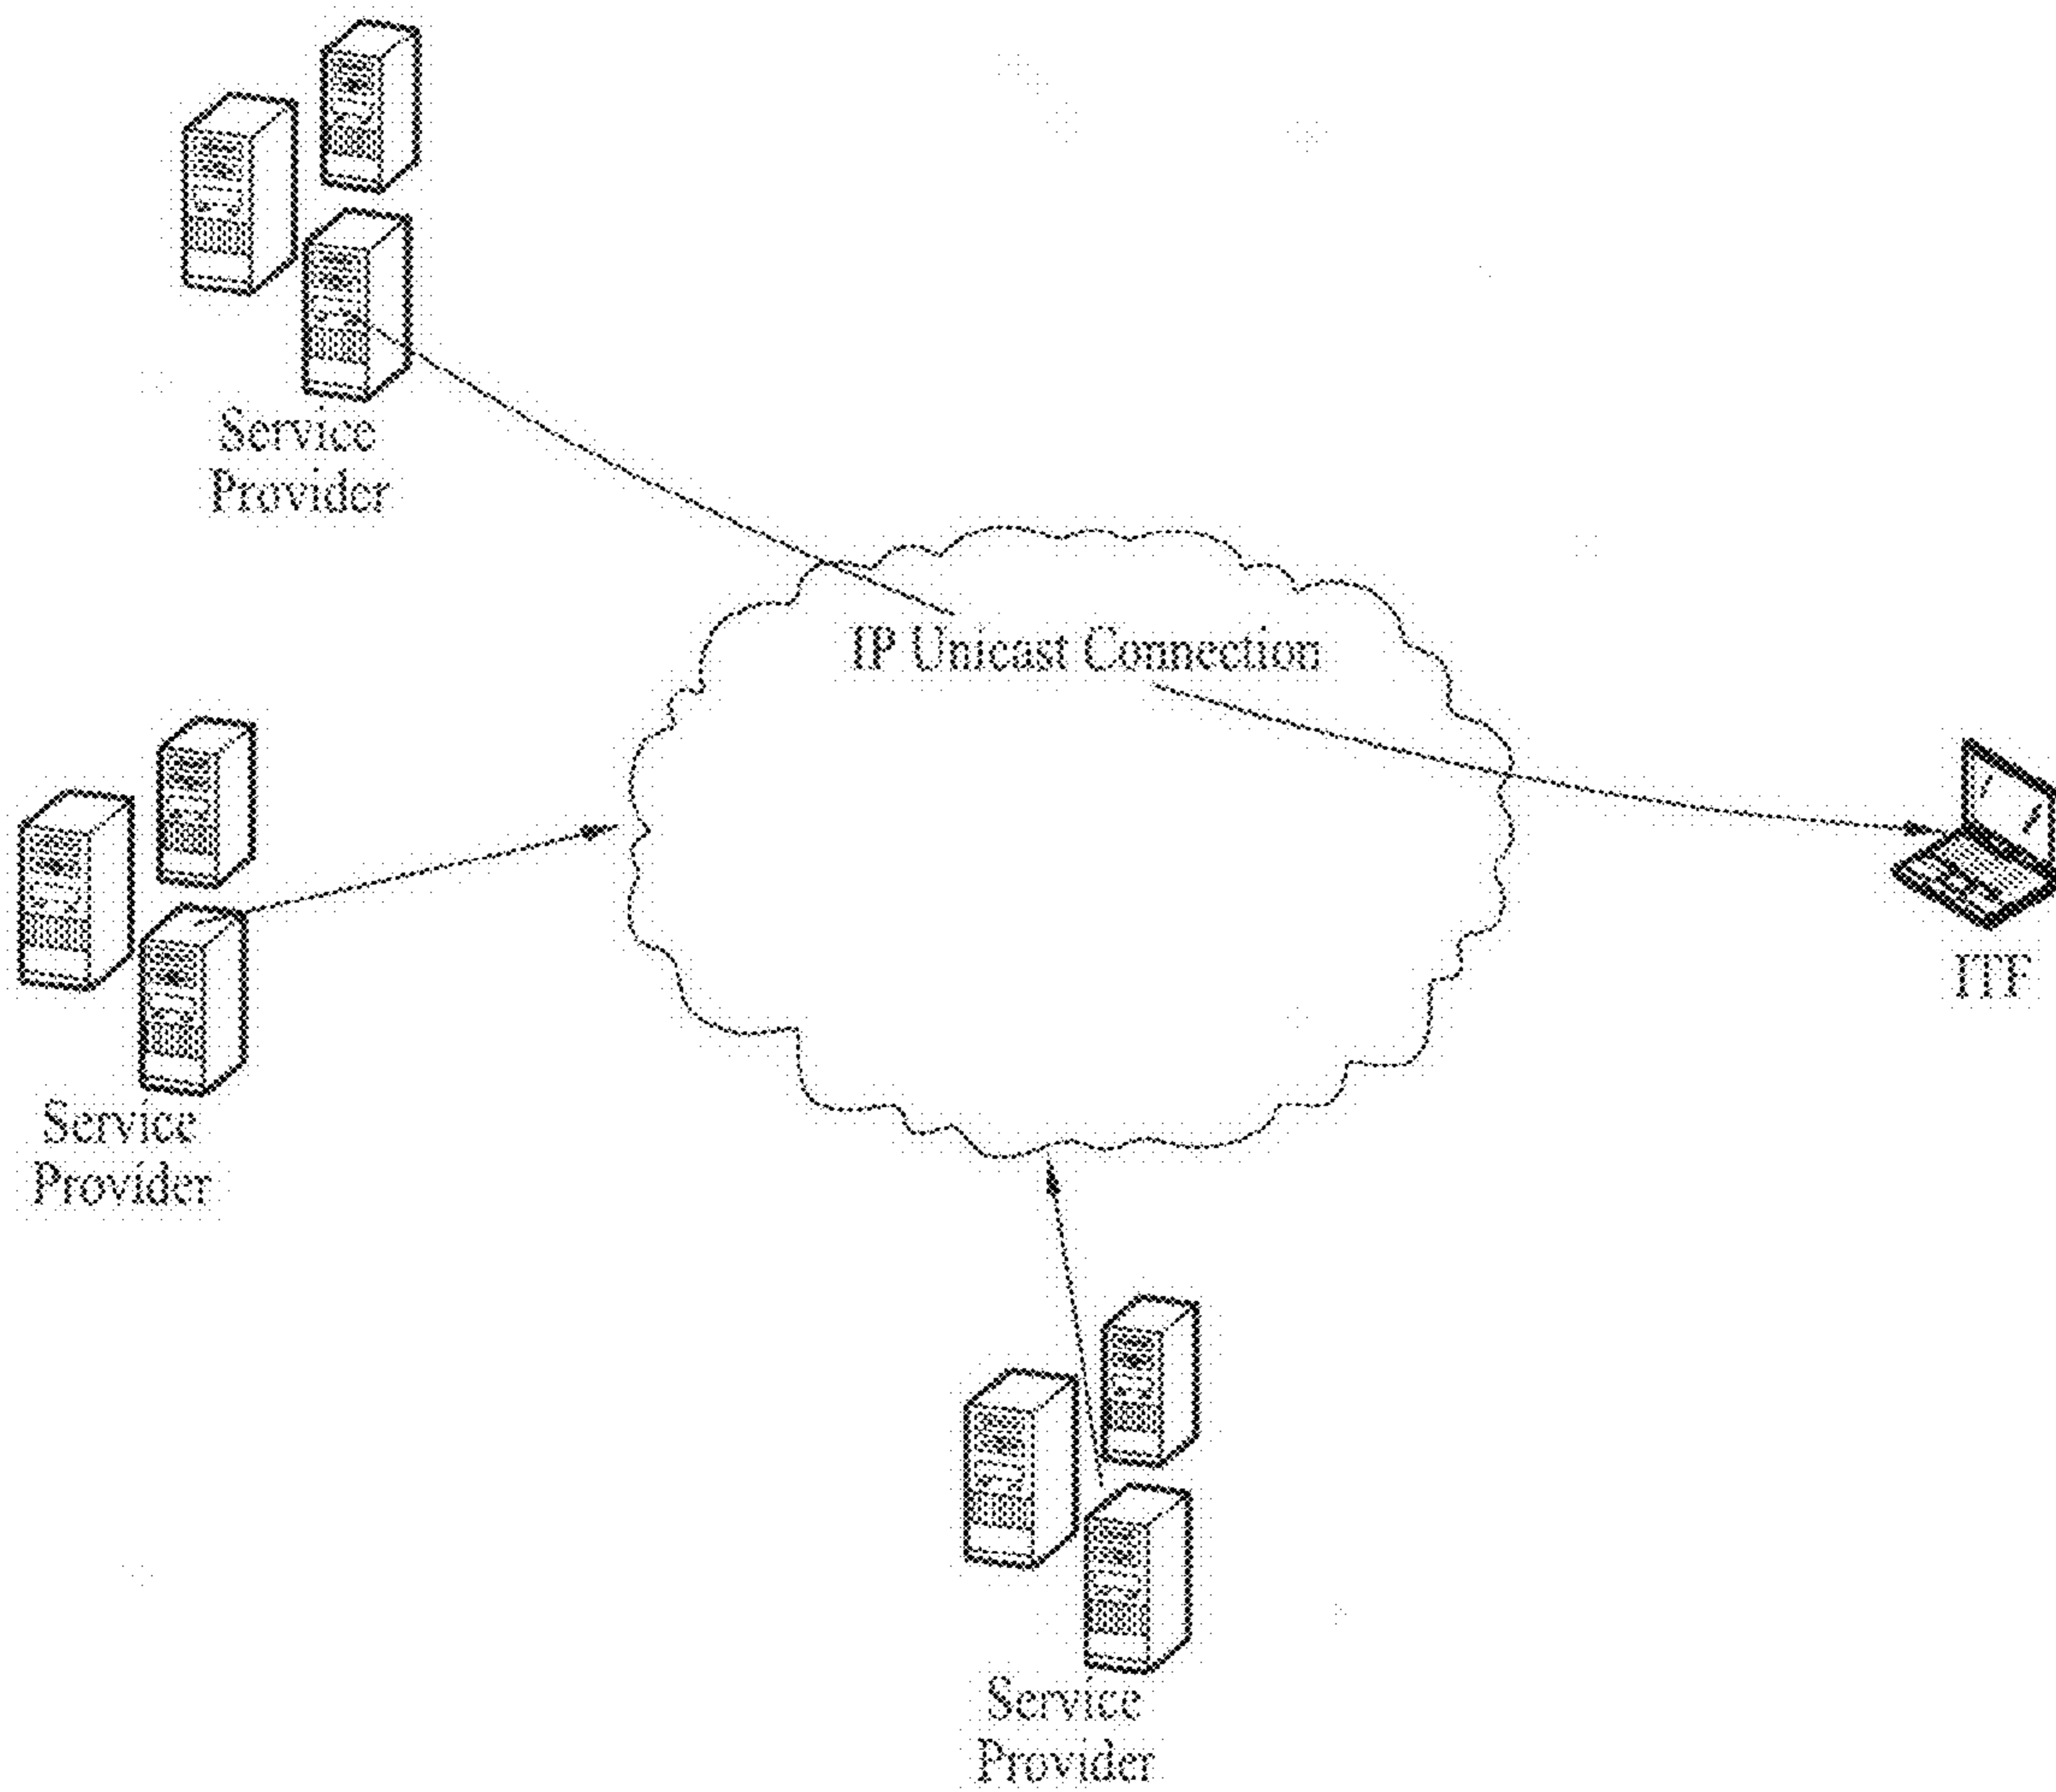 Service
Provider
IP Unicast Connection
ITF
Service
Provider
Service
Provider